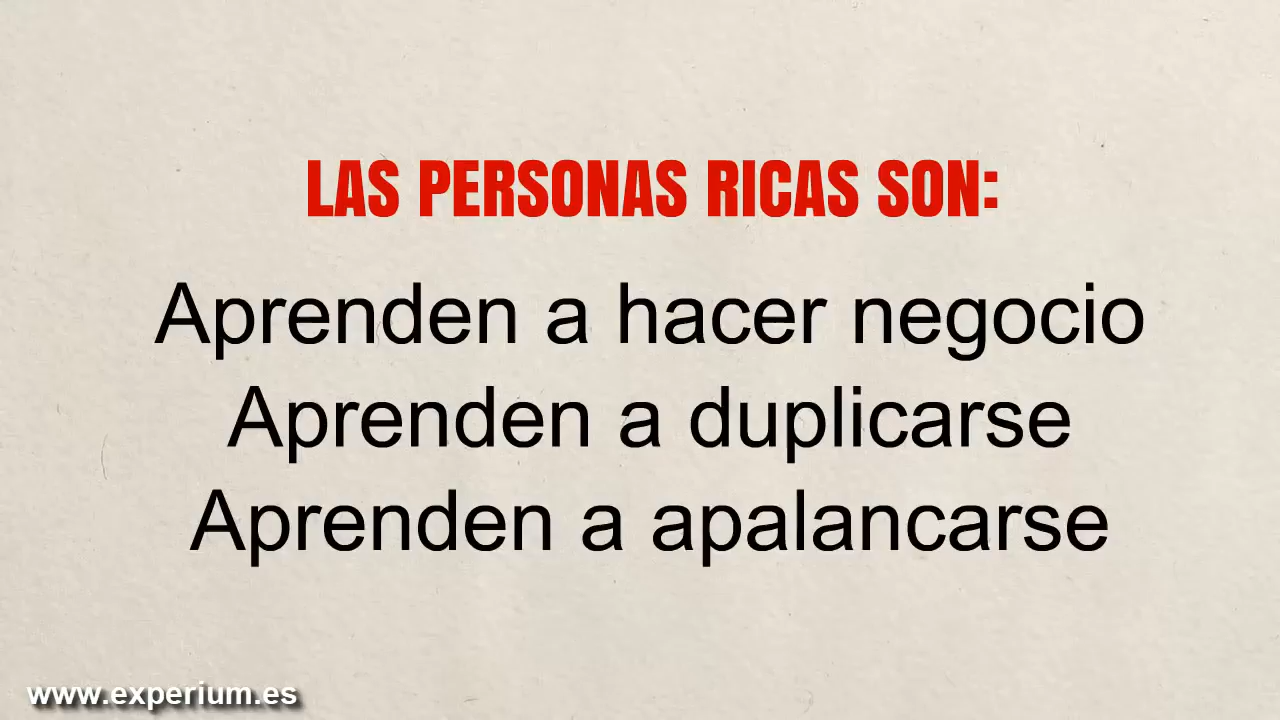 LAS PERSONAS RICAS SON:
Aprenden a hacer negocio
Aprenden a duplicarse
Aprenden a apalancarse
www.experium.es